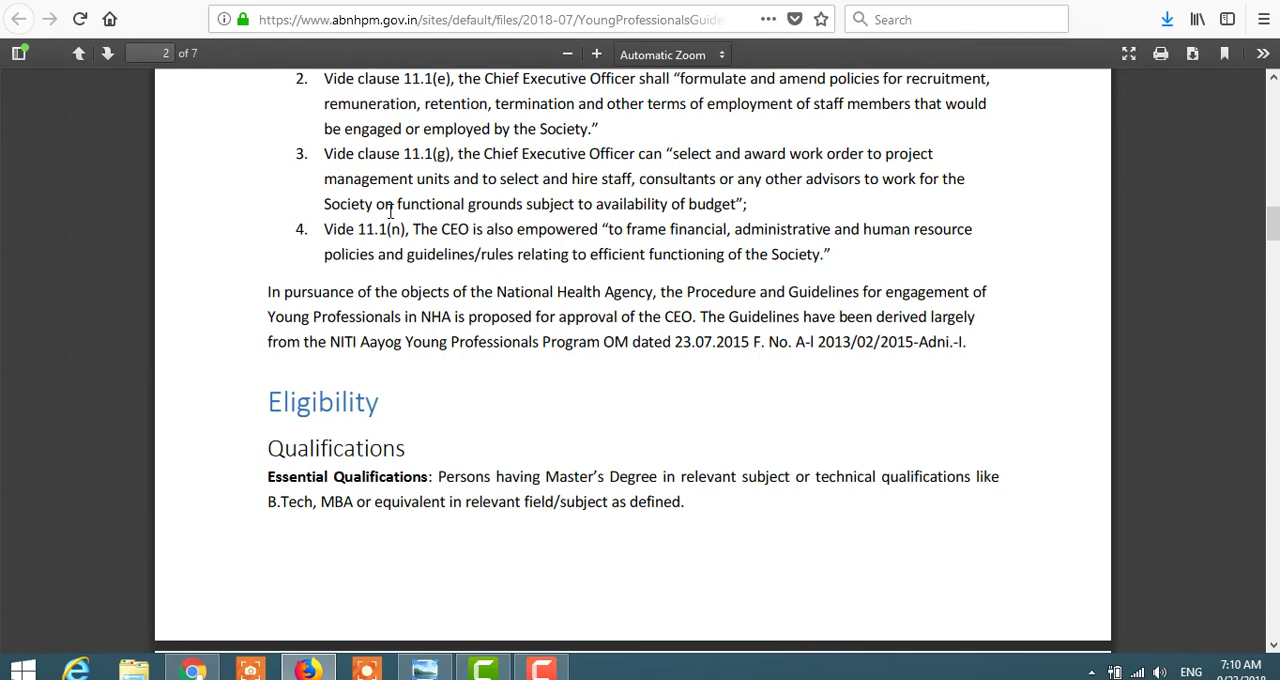 https://www.abnhpm.gov.in/sites/default/files/2018-07/YoungProfessionalsGuide
Search
2 of 7
Automatic Zoom
2. Vide clause 11.1(e), the Chief Executive Officer shall “formulate and amend policies for recruitment,
remuneration, retention, termination and other terms of employment of staff members that would
be engaged or employed by the Society.”
3. Vide clause 11.1(g), the Chief Executive Officer can “select and award work order to project
management units and to select and hire staff, consultants or any other advisors to work for the
Society on functional grounds subject to availability of budget”;
4. Vide 11.1(n), The CEO is also empowered “to frame financial, administrative and human resource
policies and guidelines/rules relating to efficient functioning of the Society.”
In pursuance of the objects of the National Health Agency, the Procedure and Guidelines for engagement of
Young Professionals in NHA is proposed for approval of the CEO. The Guidelines have been derived largely
from the NITI Aayog Young Professionals Program OM dated 23.07.2015 F. No. A-l 2013/02/2015-Adni.-I.
Eligibility
Qualifications
Essential Qualifications: Persons having Master’s Degree in relevant subject or technical qualifications like
B.Tech, MBA or equivalent in relevant field/subject as defined.
ENG
7:10 AM